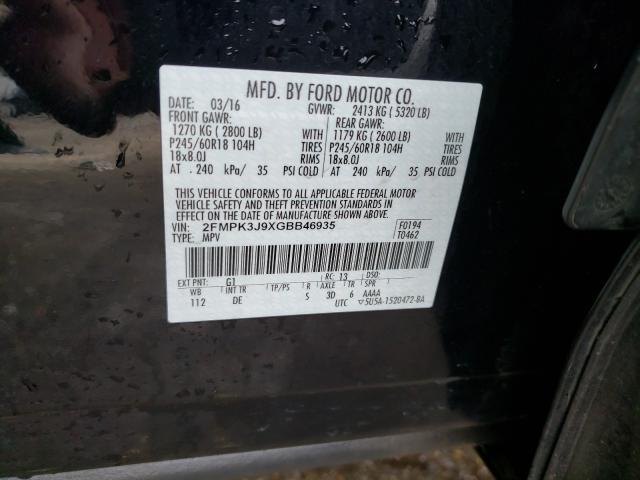 MFD. BY FORD MOTOR CO.
DATE: 03/16 GVWR: 2413 KG ( 5320 LB)
FRONT GAWR: REAR GAWR:
1270 KG ( 2800 LB) WITH 1179 KG ( 2600 LB) WITH
P245/60R18 104H TIRES P245/60R18 104H TIRES
18x8.0J RIMS 18x8.0J RIMS
AT . 240 kPa/ 35 PSI COLD AT . 240 kPa/ 35 PSI COLD
THIS VEHICLE CONFORMS TO ALL APPLICABLE FEDERAL MOTOR
VEHICLE SAFETY AND THEFT PREVENTION STANDARDS IN
EFFECT ON THE DATE OF MANUFACTURE SHOWN ABOVE.
VIN: 2FMPK3J9XGBB46935 F0194
TYPE: MPV T0462
EXT PNT: G1 RC: 13 DSO:
WB INT TR TP/PS R AXLE TR SPR
112 DE S 3D 6 AAAA
UTC ▽5U5A-1520472-BA